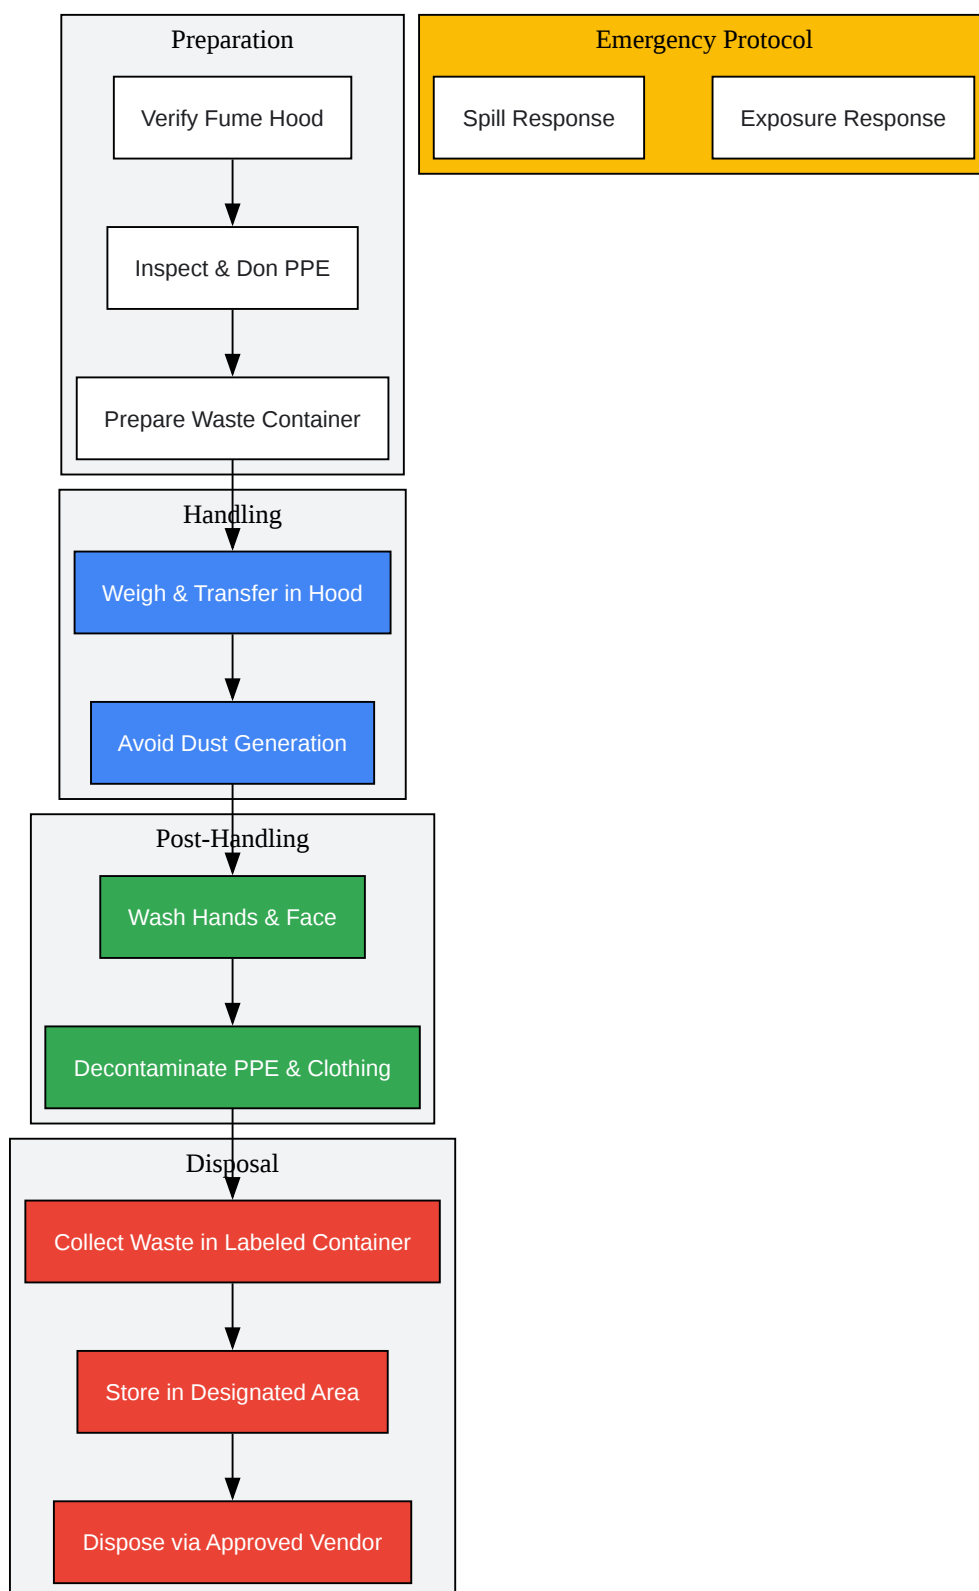 Preparation
Verify Fume Hood
Inspect & Don PPE
Prepare Waste Container
Emergency Protocol
Spill Response
Exposure Response
Handling
Weigh & Transfer in Hood
Avoid Dust Generation
Post-Handling
Wash Hands & Face
Decontaminate PPE & Clothing
Disposal
Collect Waste in Labeled Container
Store in Designated Area
Dispose via Approved Vendor